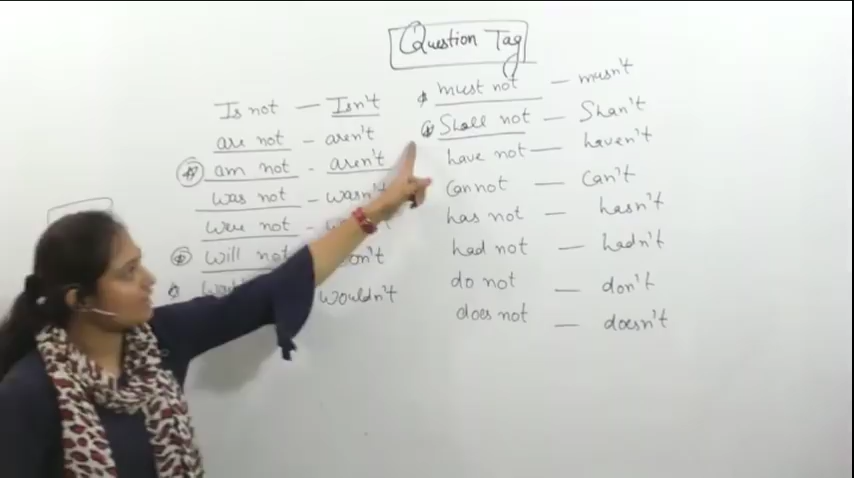 Question Tag
Is not — Isn't
are not - aren't
am not - aren't
was not - wasn't
were not -
will not
wouldn't
must not — musn't
Shall not — Shan't
have not — haven't
Cannot — Can't
has not — hasn't
had not — hadn't
do not — don't
does not — doesn't